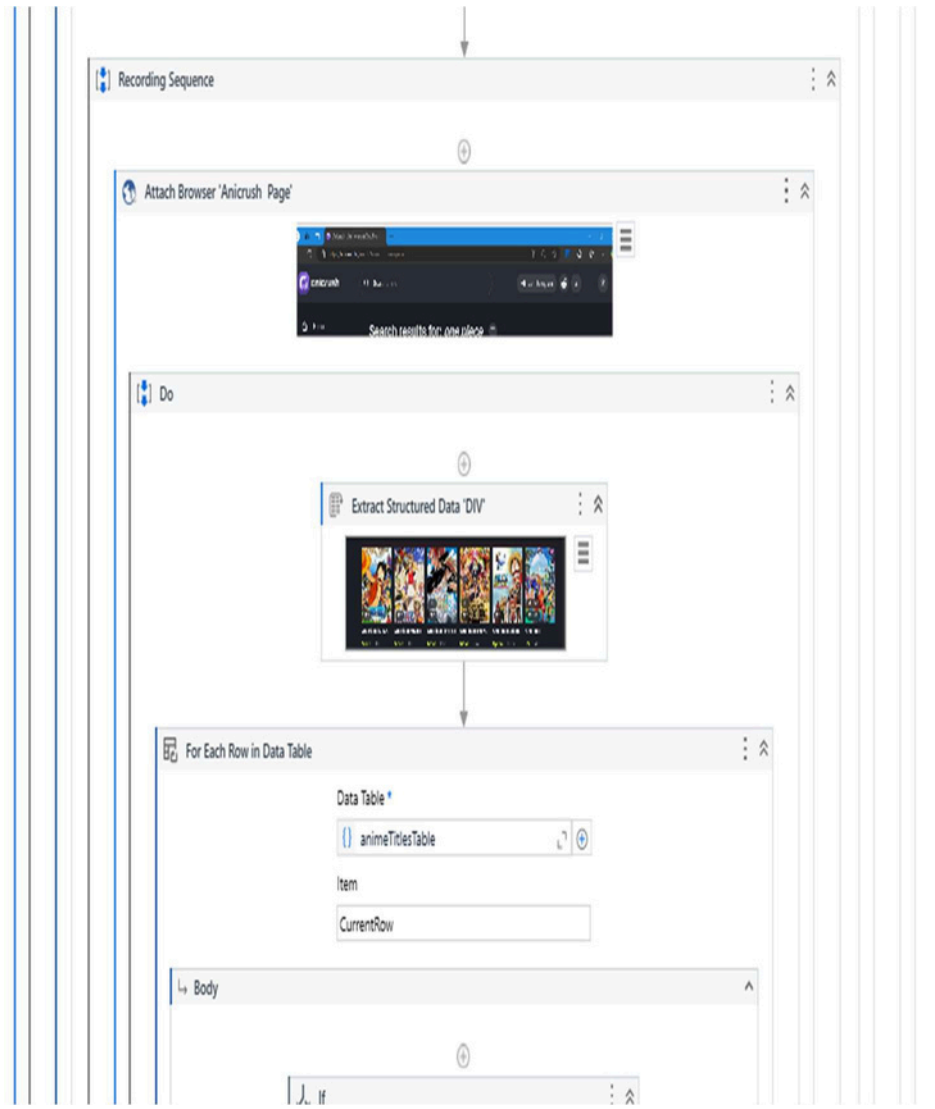 Recording Sequence
Attach Browser 'Anicrush Page'
anicrush
Search results for: one piece
Do
Extract Structured Data 'DIV'
For Each Row in Data Table
Data Table *
{} animeTitlesTable
Item
CurrentRow
Body
If